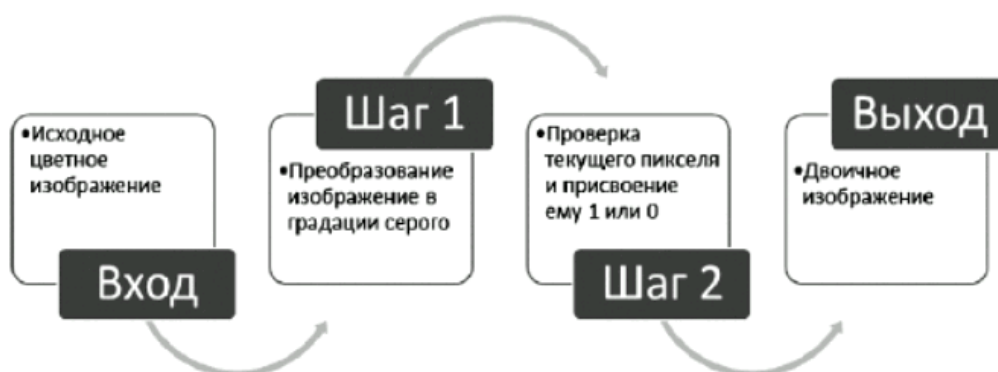 •Исходное
цветное
изображение
Вход
Шаг 1
•Преобразование
изображение в
градации серого
•Проверка
текущего пикселя
и присвоение
ему 1 или 0
Шаг 2
Выход
•Двоичное
изображение